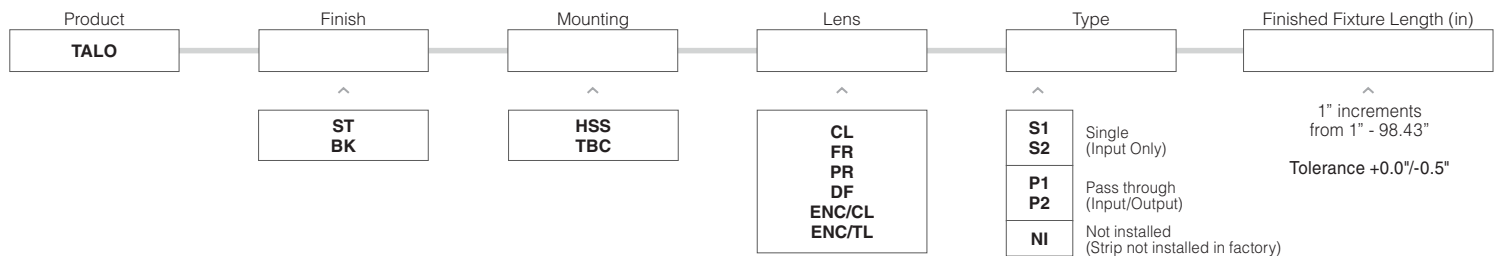 Product
Finish
Mounting
Lens
Type
Finished Fixture Length (in)
TALO
ST
BK
HSS
TBC
CL
FR
PR
DF
ENC/CL
ENC/TL
S1
S2
Single
(Input Only)
P1
P2
Pass through
(Input/Output)
NI
Not installed
(Strip not installed in factory)
1” increments
from 1” - 98.43”
Tolerance +0.0"/-0.5"